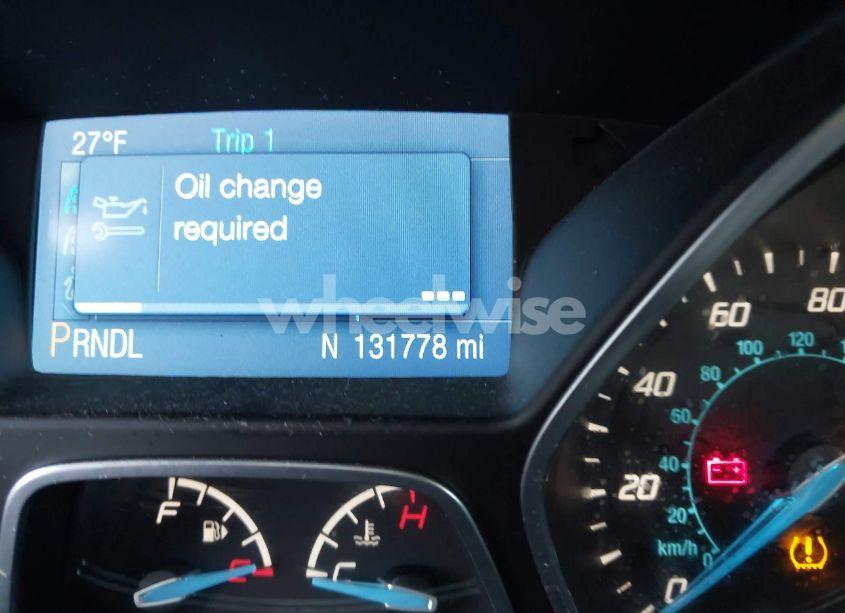 27°F Trip 1
Oil change
required
wheelwise
PRNDL N 131778 mi
F
E
H
C
0
20
40
60
80
0
20
40
60
80
100
120
km/h